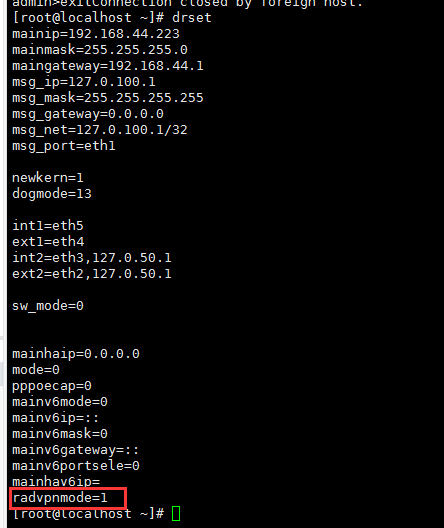 admin>exitConnection closed by foreign host.
[root@localhost ~]# drset
mainip=192.168.44.223
mainmask=255.255.255.0
maingateway=192.168.44.1
msg_ip=127.0.100.1
msg_mask=255.255.255.255
msg_gateway=0.0.0.0
msg_net=127.0.100.1/32
msg_port=eth1
newkern=1
dogmode=13
int1=eth5
ext1=eth4
int2=eth3,127.0.50.1
ext2=eth2,127.0.50.1
sw_mode=0
mainhaip=0.0.0.0
mode=0
pppoecap=0
mainv6mode=0
mainv6ip=::
mainv6mask=0
mainv6gateway=::
mainv6portsele=0
mainhav6ip=
radvpnmode=1
[root@localhost ~]#